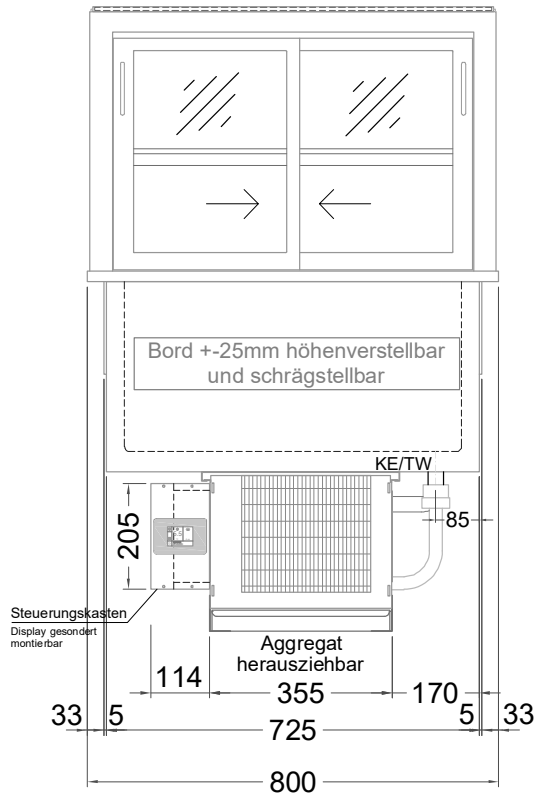 Bord +-25mm höhenverstellbar
und schrägstellbar
KE/TW
85
205
Steuerungskasten
Display gesondert
montierbar
Aggregat
herausziehbar
114
355
170
33
5
725
5
33
800